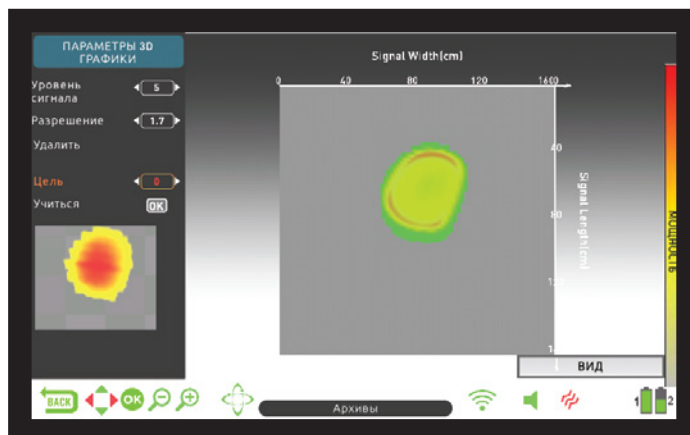 ПАРАМЕТРЫ 3D
ГРАФИКИ
Уровень
сигнала
5
Разрешение
1.7
Удалить
Цель
0
Учиться
OK
Signal Width[cm]
0 40 80 120 160
40
80
Signal Length[cm]
МОЩНОСТЬ
ВИД
BACK
OK
Архивы
1
2